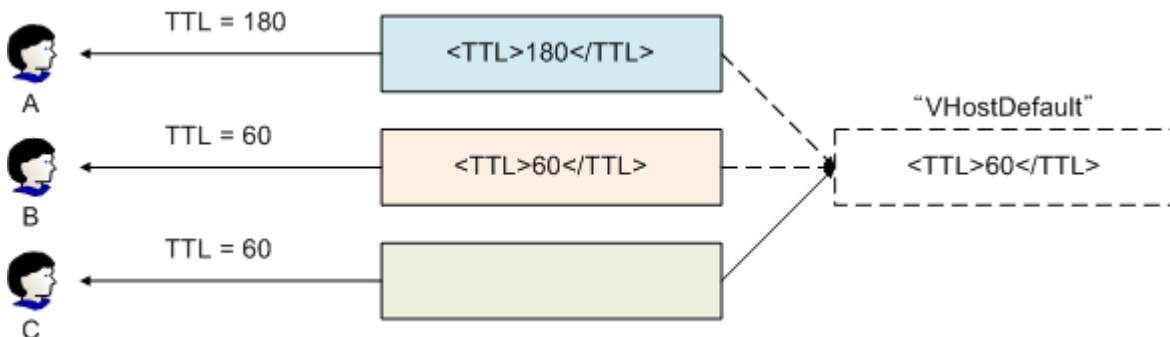 TTL = 180
<TTL>180</TTL>
A
“VHostDefault”
TTL = 60
<TTL>60</TTL>
<TTL>60</TTL>
B
TTL = 60
C